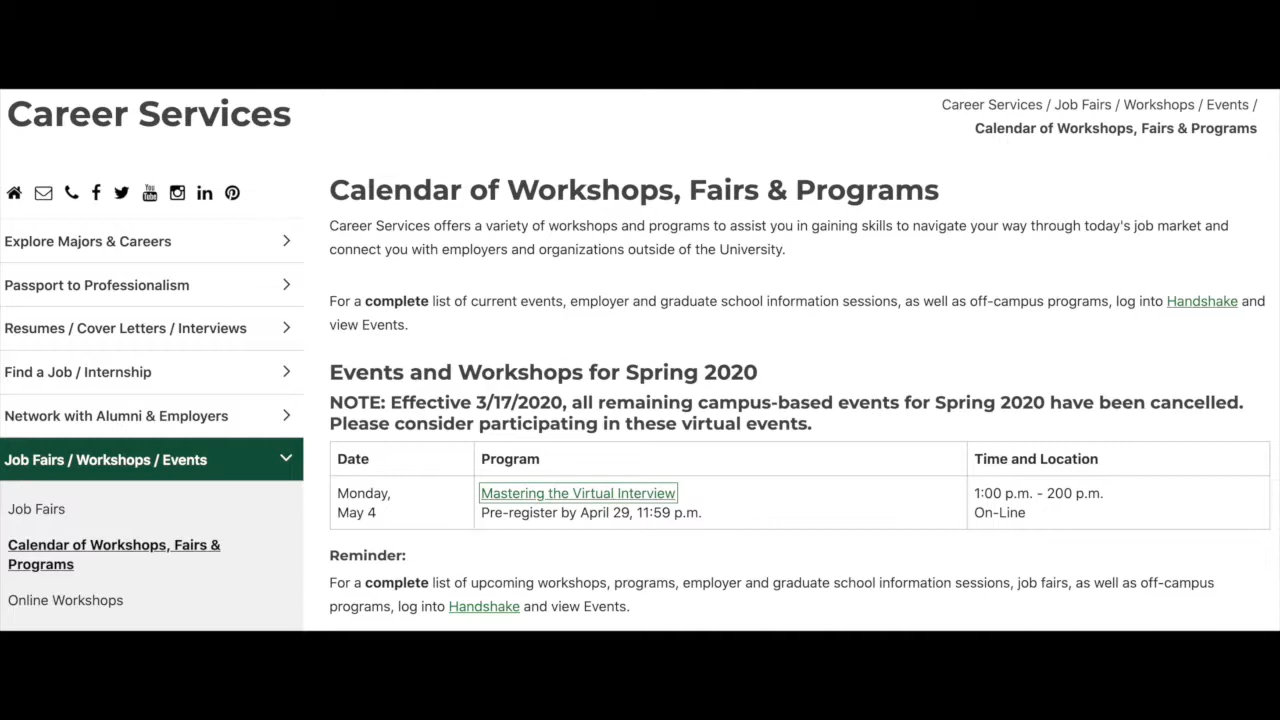 Career Services
Career Services / Job Fairs / Workshops / Events /
Calendar of Workshops, Fairs & Programs
You Tube
Explore Majors & Careers
Passport to Professionalism
Resumes / Cover Letters / Interviews
Find a Job / Internship
Network with Alumni & Employers
Job Fairs / Workshops / Events
Job Fairs
Calendar of Workshops, Fairs &
Programs
Online Workshops
Calendar of Workshops, Fairs & Programs
Career Services offers a variety of workshops and programs to assist you in gaining skills to navigate your way through today's job market and
connect you with employers and organizations outside of the University.
For a complete list of current events, employer and graduate school information sessions, as well as off-campus programs, log into Handshake and
view Events.
Events and Workshops for Spring 2020
NOTE: Effective 3/17/2020, all remaining campus-based events for Spring 2020 have been cancelled.
Please consider participating in these virtual events.
Date Program Time and Location
Monday, Mastering the Virtual Interview 1:00 p.m. - 200 p.m.
May 4 Pre-register by April 29, 11:59 p.m. On-Line
Reminder:
For a complete list of upcoming workshops, programs, employer and graduate school information sessions, job fairs, as well as off-campus
programs, log into Handshake and view Events.